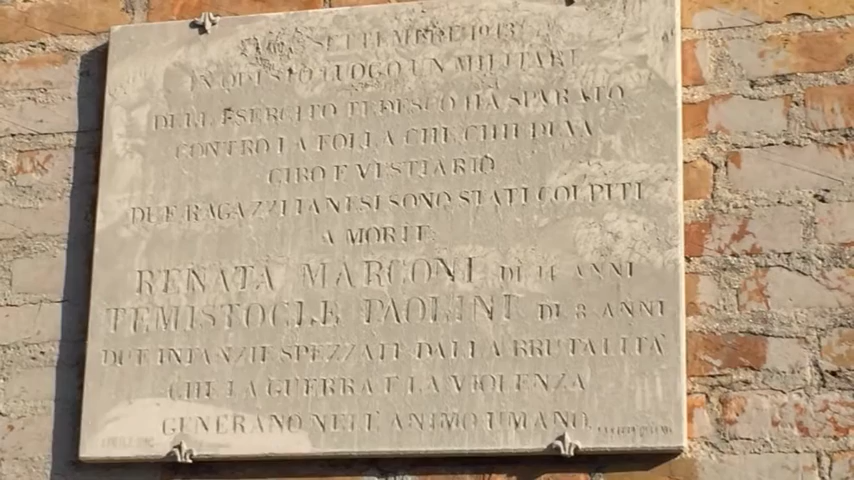 SETTEMBRE 1943
IN QUESTO LUOGO UN MILITARE
DELL'ESERCITO TEDESCO HA SPARATO
CONTRO LA FOLLA CHE CHIEDEVA
CIBO E VESTIARIO
DUE RAGAZZI IANESI SONO STATI COLPITI
A MORTE:
RENATA MARCONI DI 14 ANNI
TEMISTOCLE PAOLINI DI 8 ANNI
DUE INFANZIE SPEZZATE DALLA BRUTALITÀ
CHE LA GUERRA E LA VIOLENZA
GENERANO NELL'ANIMO UMANO.